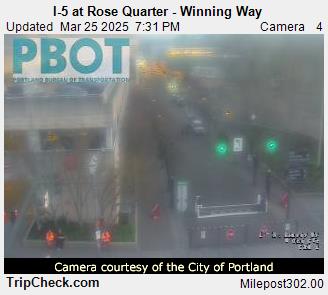 I-5 at Rose Quarter - Winning Way
Updated Mar 25 2025 7:31 PM Camera 4
PBOT
PORTLAND BUREAU OF TRANSPORTATION
Camera courtesy of the City of Portland
TripCheck.com Milepost302.00